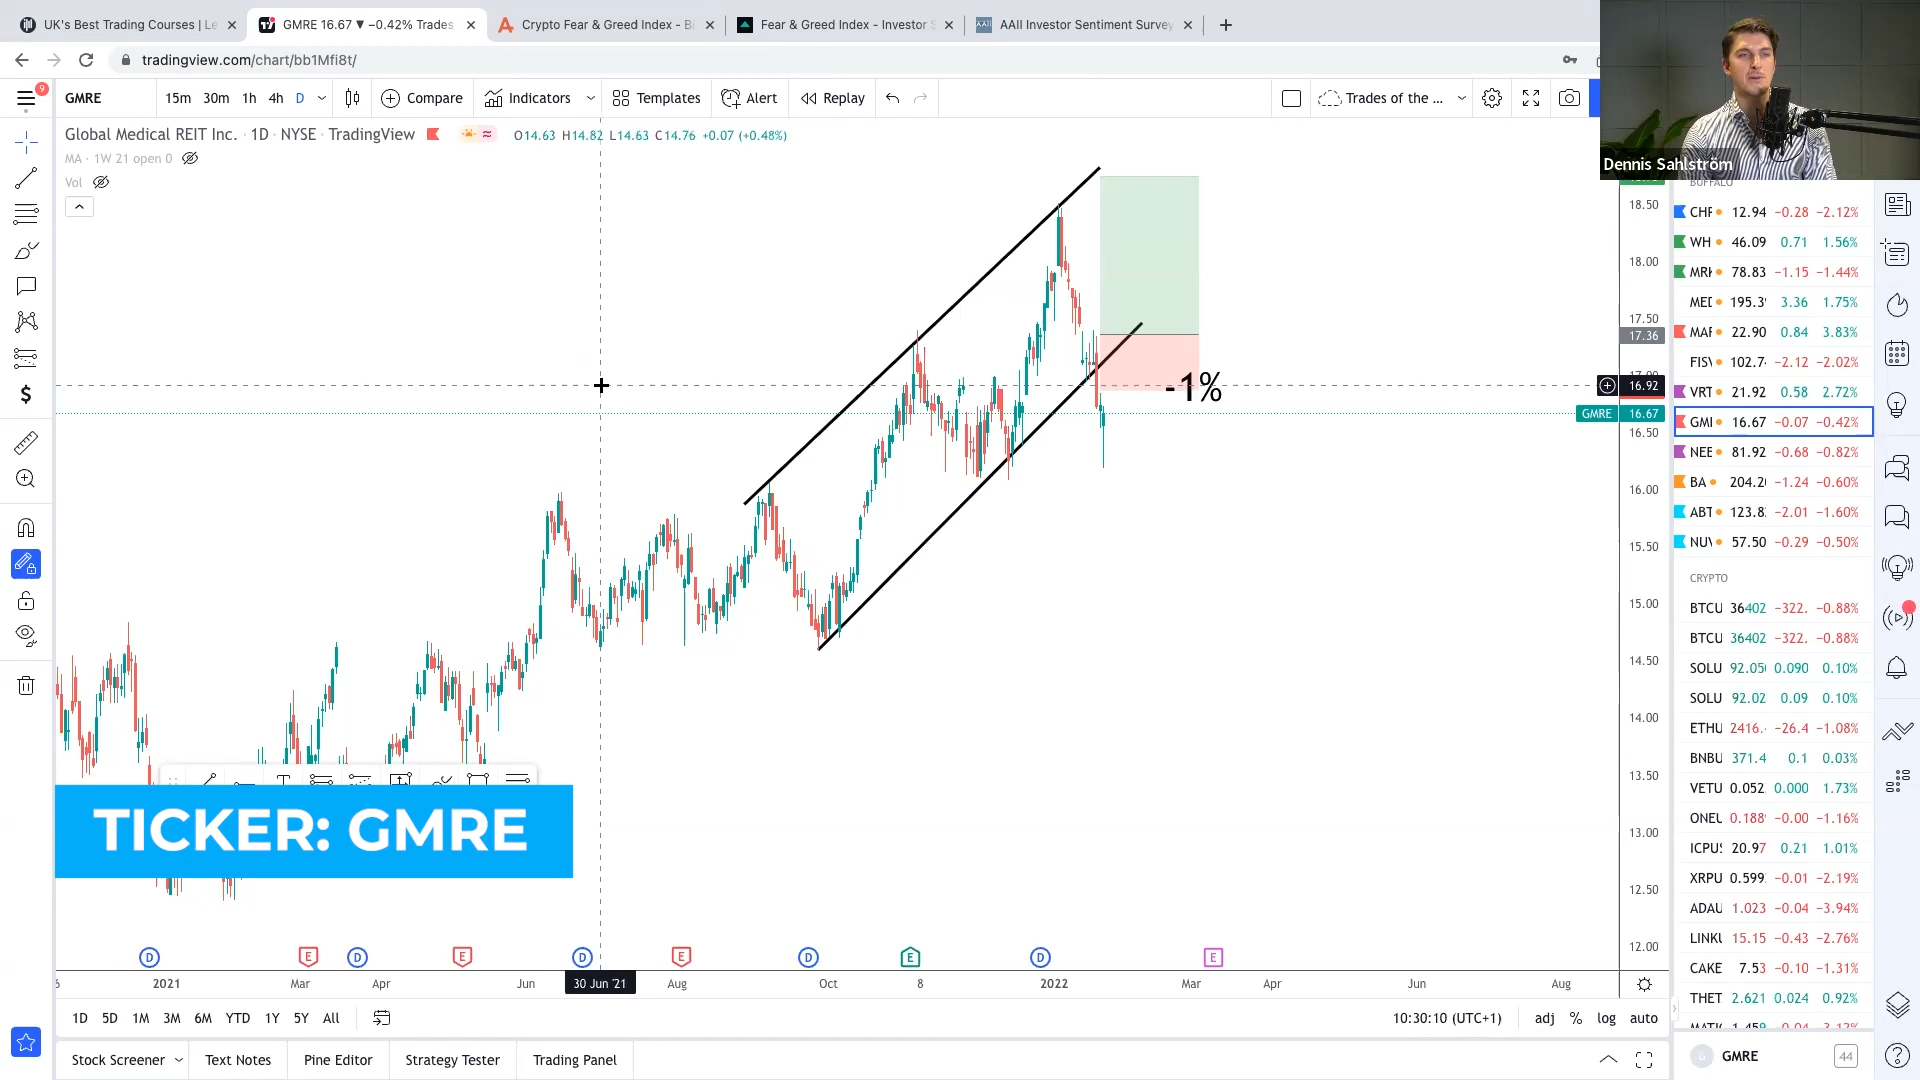 UK's Best Trading Courses | Le
GMRE 16.67 ▼ −0.42% Trades
Crypto Fear & Greed Index - Bi
Fear & Greed Index - Investor S
AAII Investor Sentiment Survey
tradingview.com/chart/bb1Mfi8t/
9
GMRE 15m 30m 1h 4h D Compare Indicators Templates Alert Replay Trades of the ...
Global Medical REIT Inc. · 1D · NYSE · TradingView O14.63 H14.82 L14.63 C14.76 +0.07 (+0.48%)
MA · 1W 21 open 0
Vol
Dennis Sahlström
BUFFALO
18.50
18.00
17.50
17.36
16.92
GMRE 16.67
16.50
16.00
15.50
15.00
14.50
14.00
13.50
13.00
12.50
12.00
-1%
CHF 12.94 −0.28 −2.12%
WH 46.09 0.71 1.56%
MRK 78.83 −1.15 −1.44%
MED 195.3 3.36 1.75%
22.90 0.84 3.83%
FISV 102.7 −2.12 −2.02%
VRT 21.92 0.58 2.72%
16.67 −0.07 −0.42%
NEE 81.92 −0.68 −0.82%
BA 204.2 −1.24 −0.60%
ABT 123.8 −2.01 −1.60%
57.50 −0.29 −0.50%
CRYPTO
BTCU 36402 −322. −0.88%
BTCU 36402 −322. −0.88%
SOLU 92.05 0.090 0.10%
SOLU 92.02 0.09 0.10%
ETHU 2416. −26.4 −1.08%
BNBU 371.4 0.1 0.03%
VETU 0.052 0.000 1.73%
ONEU 0.188 −0.00 −1.16%
ICPUS 20.97 0.21 1.01%
XRPU 0.599 −0.01 −2.19%
ADAU 1.023 −0.04 −3.94%
LINKU 15.15 −0.43 −2.76%
CAKE 7.53 −0.10 −1.31%
THET 2.621 0.024 0.92%
TICKER: GMRE
D E D E D E D E D E
2021 Mar Apr Jun 30 Jun '21 Aug Oct 8 2022 Mar Apr Jun Aug
1D 5D 1M 3M 6M YTD 1Y 5Y All 10:30:10 (UTC+1) adj % log auto
Stock Screener Text Notes Pine Editor Strategy Tester Trading Panel
GMRE 44